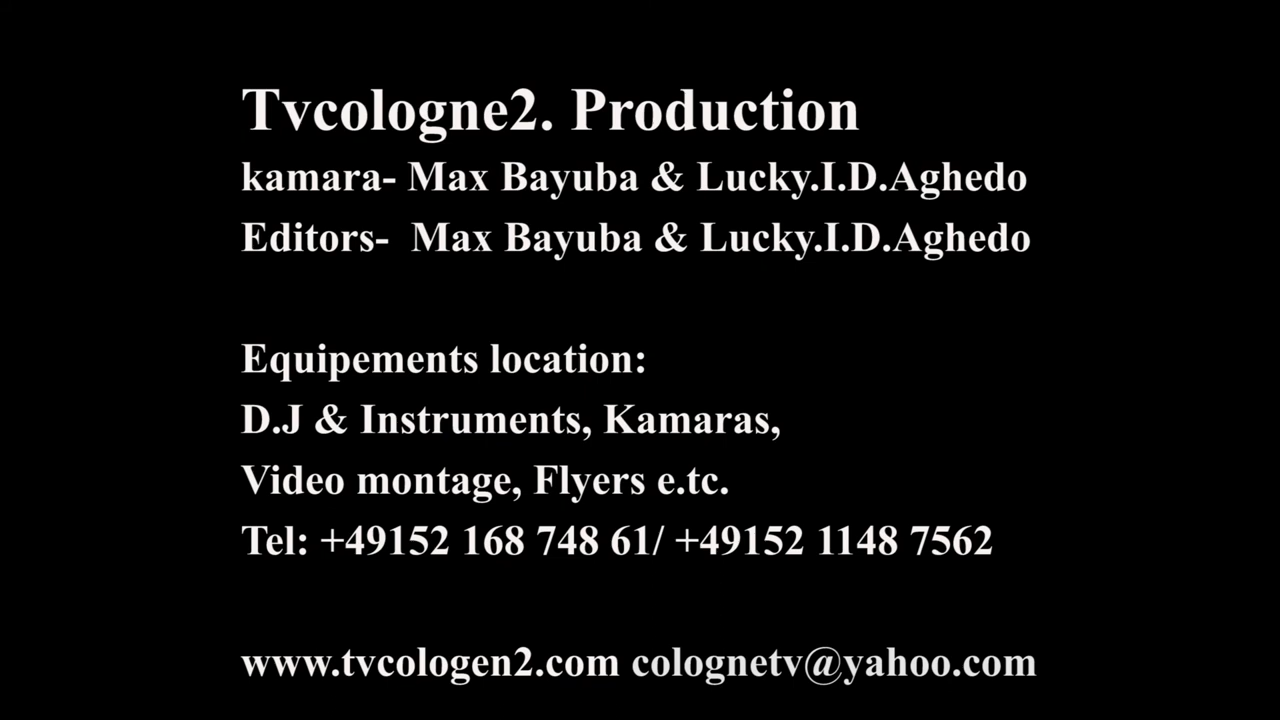 Tvcologne2. Production
kamara- Max Bayuba & Lucky.I.D.Aghedo
Editors- Max Bayuba & Lucky.I.D.Aghedo
Equipements location:
D.J & Instruments, Kamaras,
Video montage, Flyers e.tc.
Tel: +49152 168 748 61/ +49152 1148 7562
www.tvcologen2.com colognetv@yahoo.com